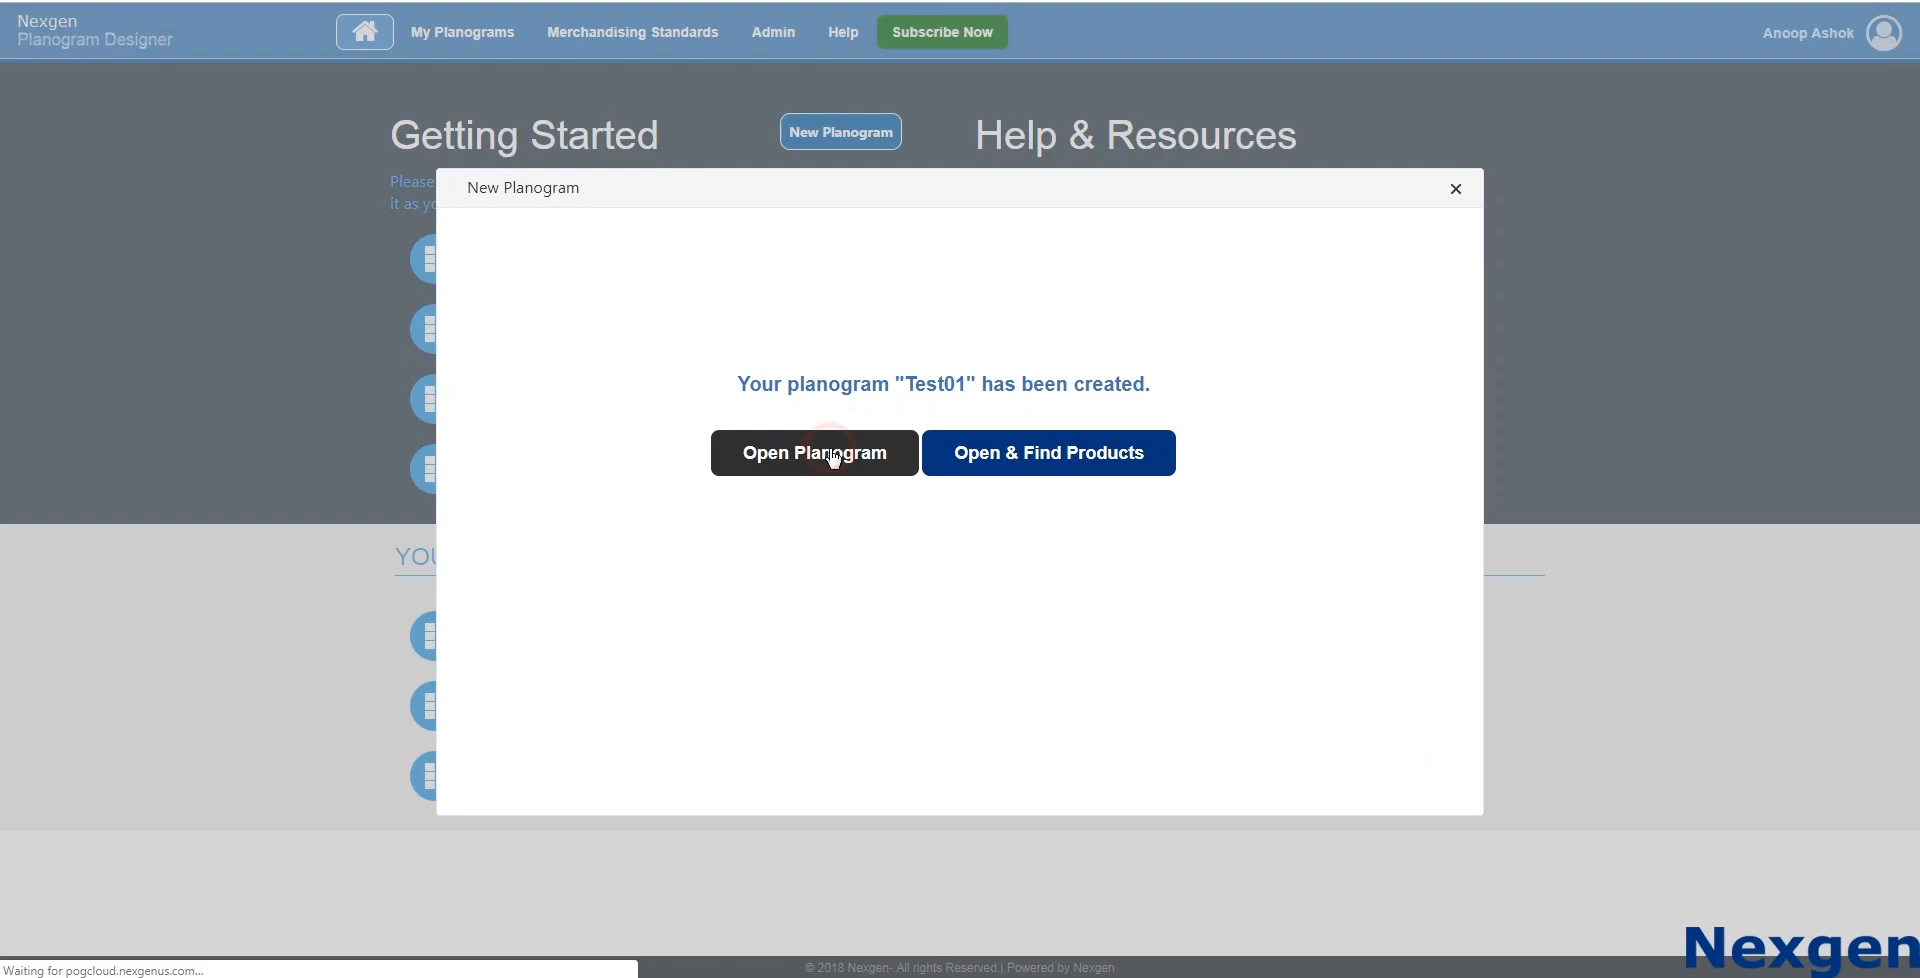 Nexgen
Planogram Designer
My Planograms
Merchandising Standards
Admin
Help
Subscribe Now
Anoop Ashok
Getting Started
New Planogram
Help & Resources
Please
it as yo
New Planogram
Your planogram "Test01" has been created.
Open Planogram
Open & Find Products
YOU
Nexgen
Waiting for pogcloud.nexgenus.com...
© 2018 Nexgen- All rights Reserved.| Powered by Nexgen